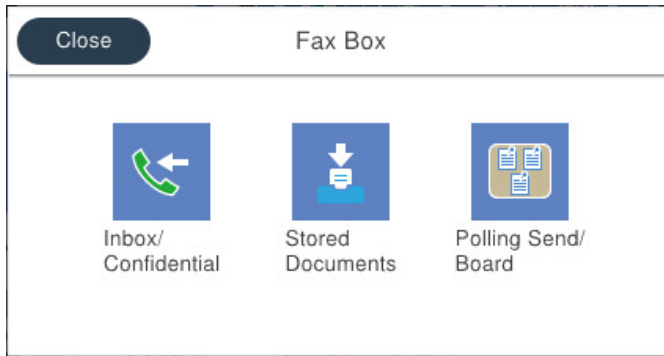 Close
Fax Box
Inbox/
Confidential
Stored
Documents
Polling Send/
Board